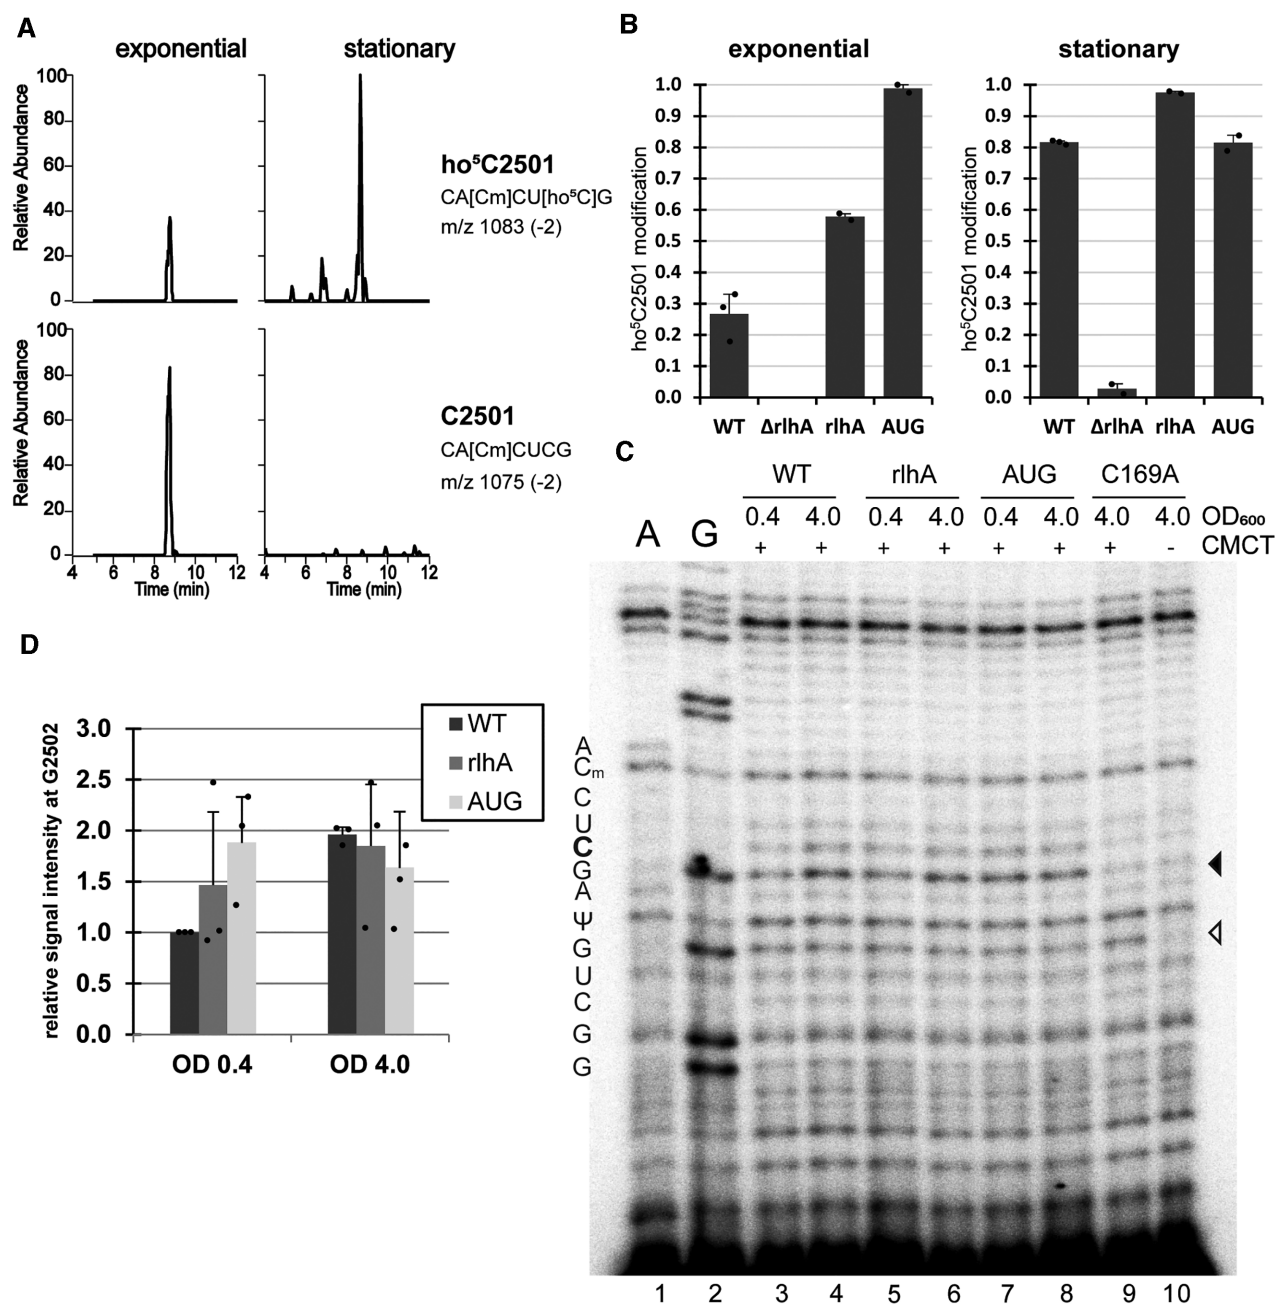 A
exponential
stationary
Relative Abundance
100
80
60
40
20
0
ho⁵C2501
CA[Cm]CU[ho⁵C]G
m/z 1083 (-2)
Relative Abundance
100
80
60
40
20
0
C2501
CA[Cm]CUCG
m/z 1075 (-2)
4 6 8 10 12
Time (min)
4 6 8 10 12
Time (min)
B
exponential
ho⁵C2501 modification
1.0
0.9
0.8
0.7
0.6
0.5
0.4
0.3
0.2
0.1
0.0
WT ΔrlhA rlhA AUG
stationary
ho⁵C2501 modification
1.0
0.9
0.8
0.7
0.6
0.5
0.4
0.3
0.2
0.1
0.0
WT ΔrlhA rlhA AUG
C
WT rlhA AUG C169A
A G 0.4 4.0 0.4 4.0 0.4 4.0 4.0 4.0 OD₆₀₀
+ + + + + + + - CMCT
A
Cm
C
U
C
G
A
Ψ
G
U
C
G
G
1 2 3 4 5 6 7 8 9 10
D
relative signal intensity at G2502
3.0
2.5
2.0
1.5
1.0
0.5
0.0
WT
rlhA
AUG
OD 0.4 OD 4.0